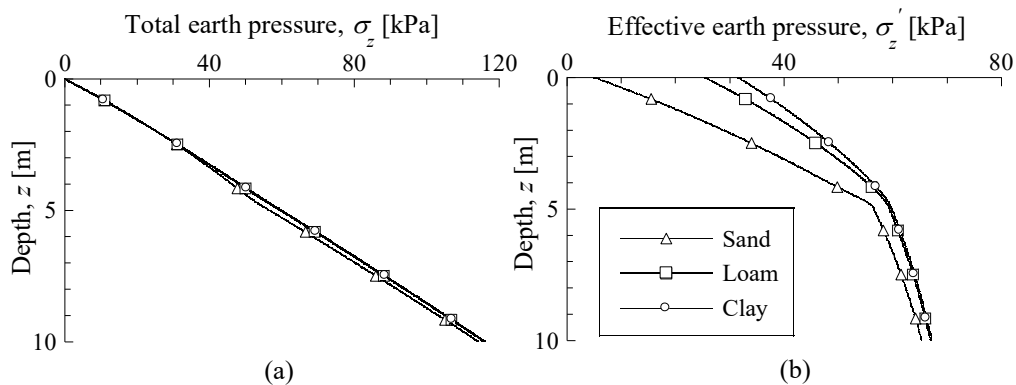 Total earth pressure, σz [kPa]
0 40 80 120
0
5
10
Depth, z [m]
(a)
Effective earth pressure, σz′ [kPa]
0 40 80
0
5
10
Depth, z [m]
Sand
Loam
Clay
(b)